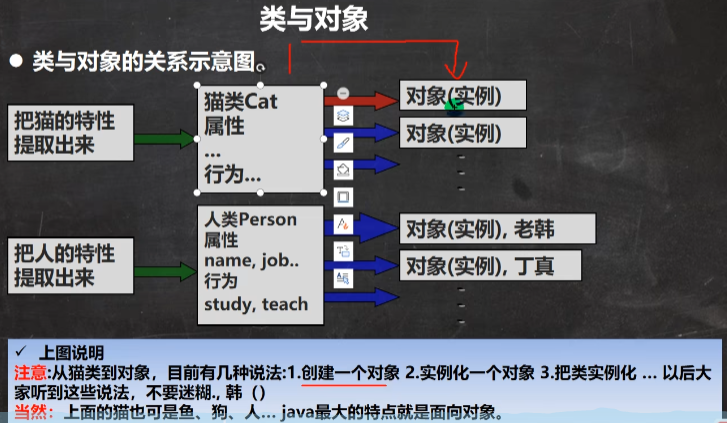 类与对象
● 类与对象的关系示意图。
把猫的特性
提取出来
猫类Cat
属性
...
行为...
对象(实例)
对象(实例)
把人的特性
提取出来
人类Person
属性
name, job..
行为
study, teach
对象(实例), 老韩
对象(实例), 丁真
✓ 上图说明
注意:从猫类到对象，目前有几种说法:1.创建一个对象 2.实例化一个对象 3.把类实例化 ... 以后大
家听到这些说法，不要迷糊., 韩（）
当然：上面的猫也可是鱼、狗、人... java最大的特点就是面向对象。